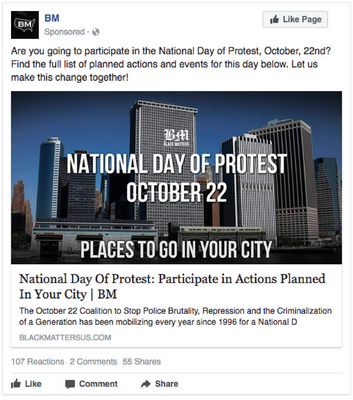 BM
Sponsored ·
Like Page
Are you going to participate in the National Day of Protest, October, 22nd?
Find the full list of planned actions and events for this day below. Let us
make this change together!
BM
BLACK MATTERS
NATIONAL DAY OF PROTEST
OCTOBER 22
PLACES TO GO IN YOUR CITY
National Day Of Protest: Participate in Actions Planned
In Your City | BM
The October 22 Coalition to Stop Police Brutality, Repression and the Criminalization
of a Generation has been mobilizing every year since 1996 for a National D
BLACKMATTERSUS.COM
107 Reactions 2 Comments 55 Shares
Like Comment Share